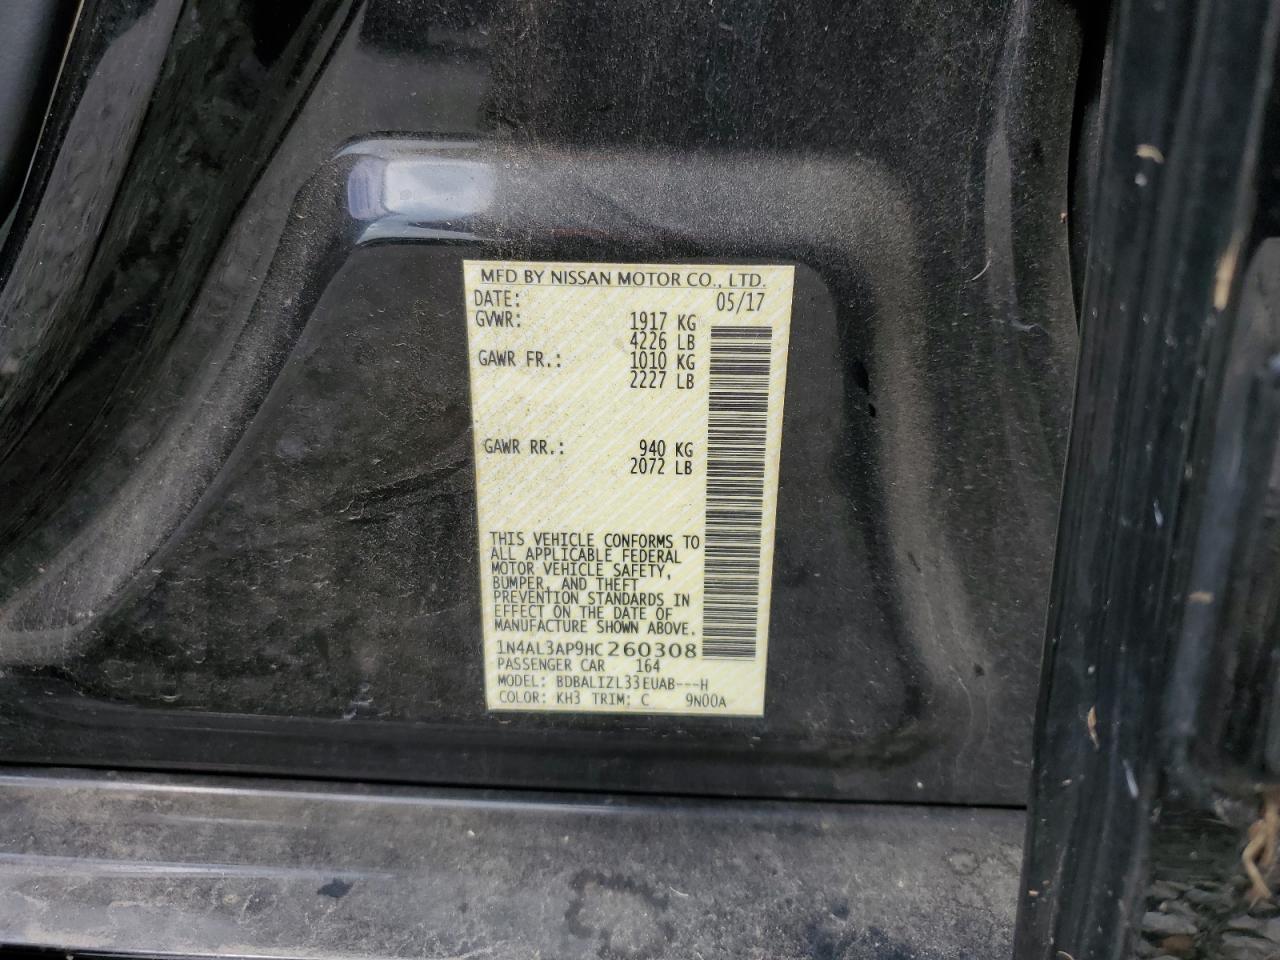 MFD BY NISSAN MOTOR CO., LTD.
DATE: 05/17
GVWR: 1917 KG
4226 LB
GAWR FR.: 1010 KG
2227 LB
GAWR RR.: 940 KG
2072 LB
THIS VEHICLE CONFORMS TO
ALL APPLICABLE FEDERAL
MOTOR VEHICLE SAFETY,
BUMPER, AND THEFT
PREVENTION STANDARDS IN
EFFECT ON THE DATE OF
MANUFACTURE SHOWN ABOVE.
1N4AL3AP9HC260308
PASSENGER CAR 164
MODEL: BDBALIZL33EUAB---H
COLOR: KH3 TRIM: C 9N00A